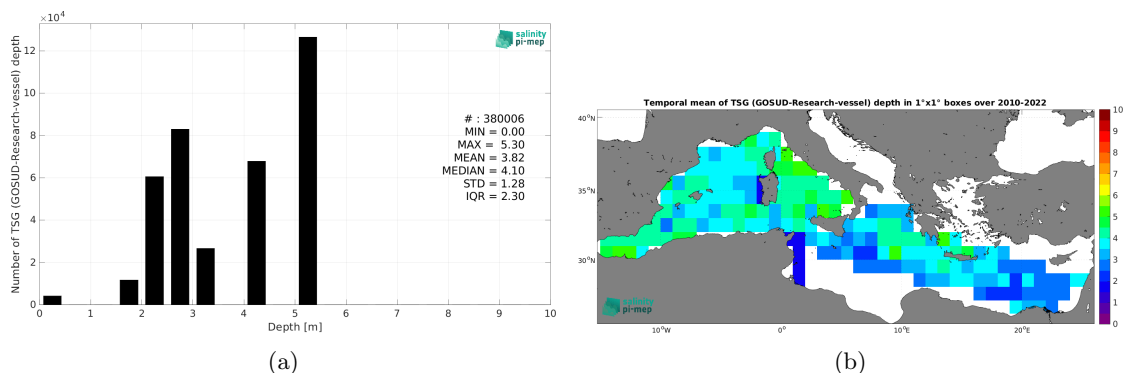 ×10⁴
12
10
8
6
4
2
0
0 1 2 3 4 5 6 7 8 9 10
Depth [m]
Number of TSG (GOSUD-Research-vessel) depth
salinity
pi-mep
# : 380006
MIN = 0.00
MAX = 5.30
MEAN = 3.82
MEDIAN = 4.10
STD = 1.28
IQR = 2.30
(a)
Temporal mean of TSG (GOSUD-Research-vessel) depth in 1°x1° boxes over 2010-2022
40°N
35°N
30°N
10°W 0° 10°E 20°E
salinity
pi-mep
10
9
8
7
6
5
4
3
2
1
0
(b)